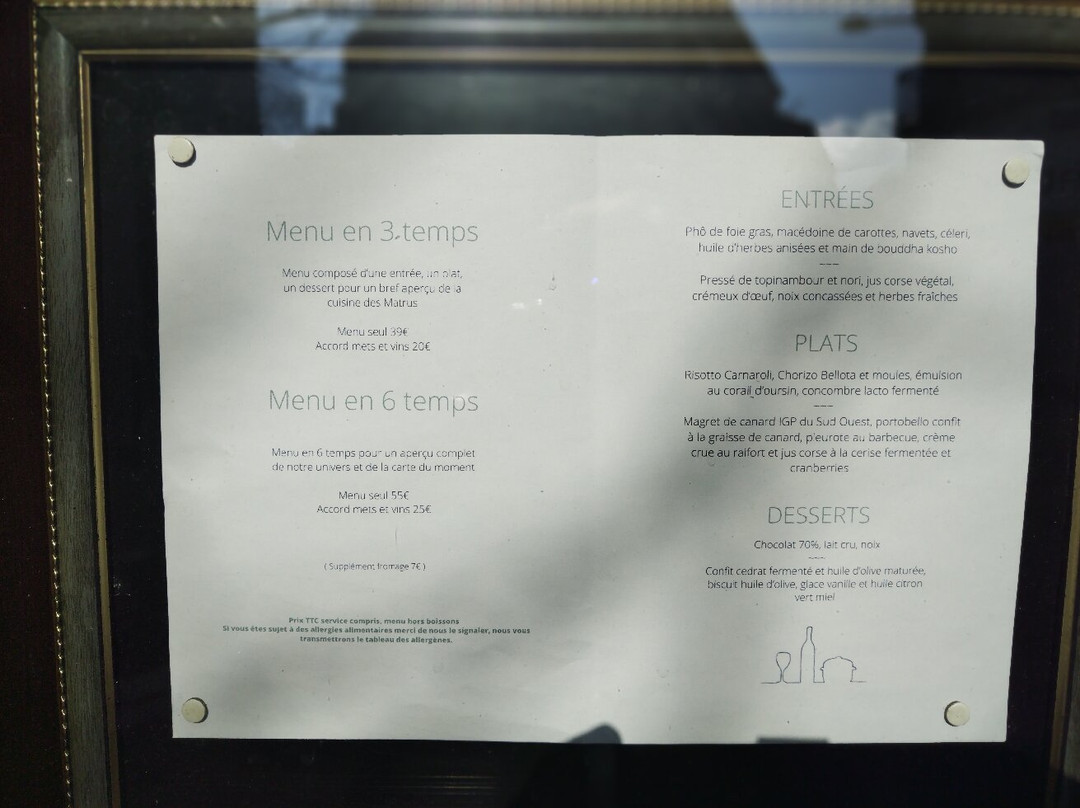 Menu en 3 temps
Menu composé d'une entrée, un plat,
un dessert pour un bref aperçu de la
cuisine des Matrus
Menu seul 39€
Accord mets et vins 20€
Menu en 6 temps
Menu en 6 temps pour un aperçu complet
de notre univers et de la carte du moment
Menu seul 55€
Accord mets et vins 25€
( Supplément fromage 7€ )
Prix TTC service compris, menu hors boissons
Si vous êtes sujet à des allergies alimentaires merci de nous le signaler, nous vous
transmettrons le tableau des allergènes.
ENTRÉES
Phô de foie gras, macédoine de carottes, navets, céleri,
huile d'herbes anisées et main de bouddha kosho
Pressé de topinambour et nori, jus corse végétal,
crémeux d'œuf, noix concassées et herbes fraîches
PLATS
Risotto Carnaroli, Chorizo Bellota et moules, émulsion
au corail d'oursin, concombre lacto fermenté
Magret de canard IGP du Sud Ouest, portobello confit
à la graisse de canard, pleurote au barbecue, crème
crue au raifort et jus corse à la cerise fermentée et
cranberries
DESSERTS
Chocolat 70%, lait cru, noix
Confit cedrat fermenté et huile d'olive maturée,
biscuit huile d'olive, glace vanille et huile citron
vert miel